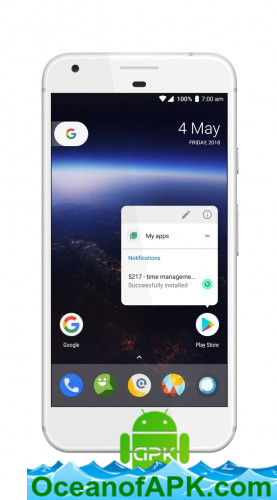 100% 7:00 am
G
4 May
FRIDAY, 2018
My apps
Notifications
5217 - time manageme...
Successfully installed
G
Google
Play Store
@
APK
OceanofAPK.com